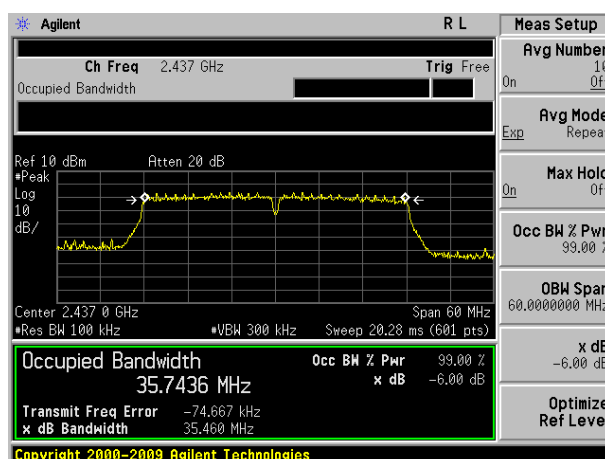 Agilent R L Meas Setup
Avg Number
10
On Off
Ch Freq 2.437 GHz Trig Free
Occupied Bandwidth
Avg Mode
Exp Repeat
Ref 10 dBm Atten 20 dB
#Peak
Log
10
dB/
Max Hold
On Off
Occ BW % Pwr
99.00 %
OBW Span
60.0000000 MHz
Center 2.437 0 GHz Span 60 MHz
#Res BW 100 kHz #VBW 300 kHz Sweep 20.28 ms (601 pts)
x dB
-6.00 dB
Occupied Bandwidth Occ BW % Pwr 99.00 %
35.7436 MHz x dB -6.00 dB
Transmit Freq Error -74.667 kHz
x dB Bandwidth 35.460 MHz
Optimize
Ref Level
Copyright 2000-2009 Agilent Technologies